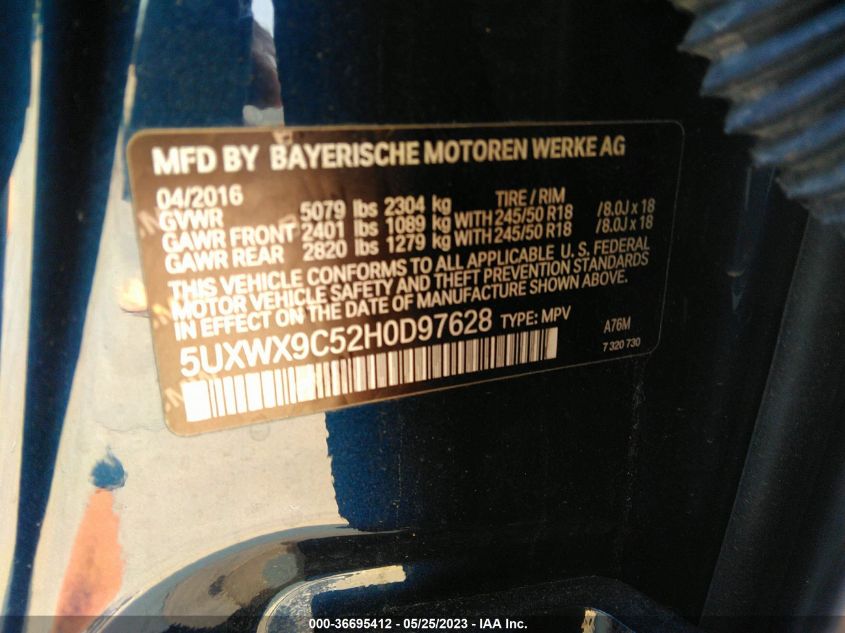 MFD BY BAYERISCHE MOTOREN WERKE AG
04/2016 TIRE / RIM
GVWR 5079 lbs 2304 kg
GAWR FRONT 2401 lbs 1089 kg WITH 245/50 R18 /8.0J x 18
GAWR REAR 2820 lbs 1279 kg WITH 245/50 R18 /8.0J x 18
THIS VEHICLE CONFORMS TO ALL APPLICABLE U. S. FEDERAL
MOTOR VEHICLE SAFETY AND THEFT PREVENTION STANDARDS
IN EFFECT ON THE DATE OF MANUFACTURE SHOWN ABOVE.
5UXWX9C52H0D97628 TYPE: MPV A76M
7 320 730
000-36695412 - 05/25/2023 - IAA Inc.